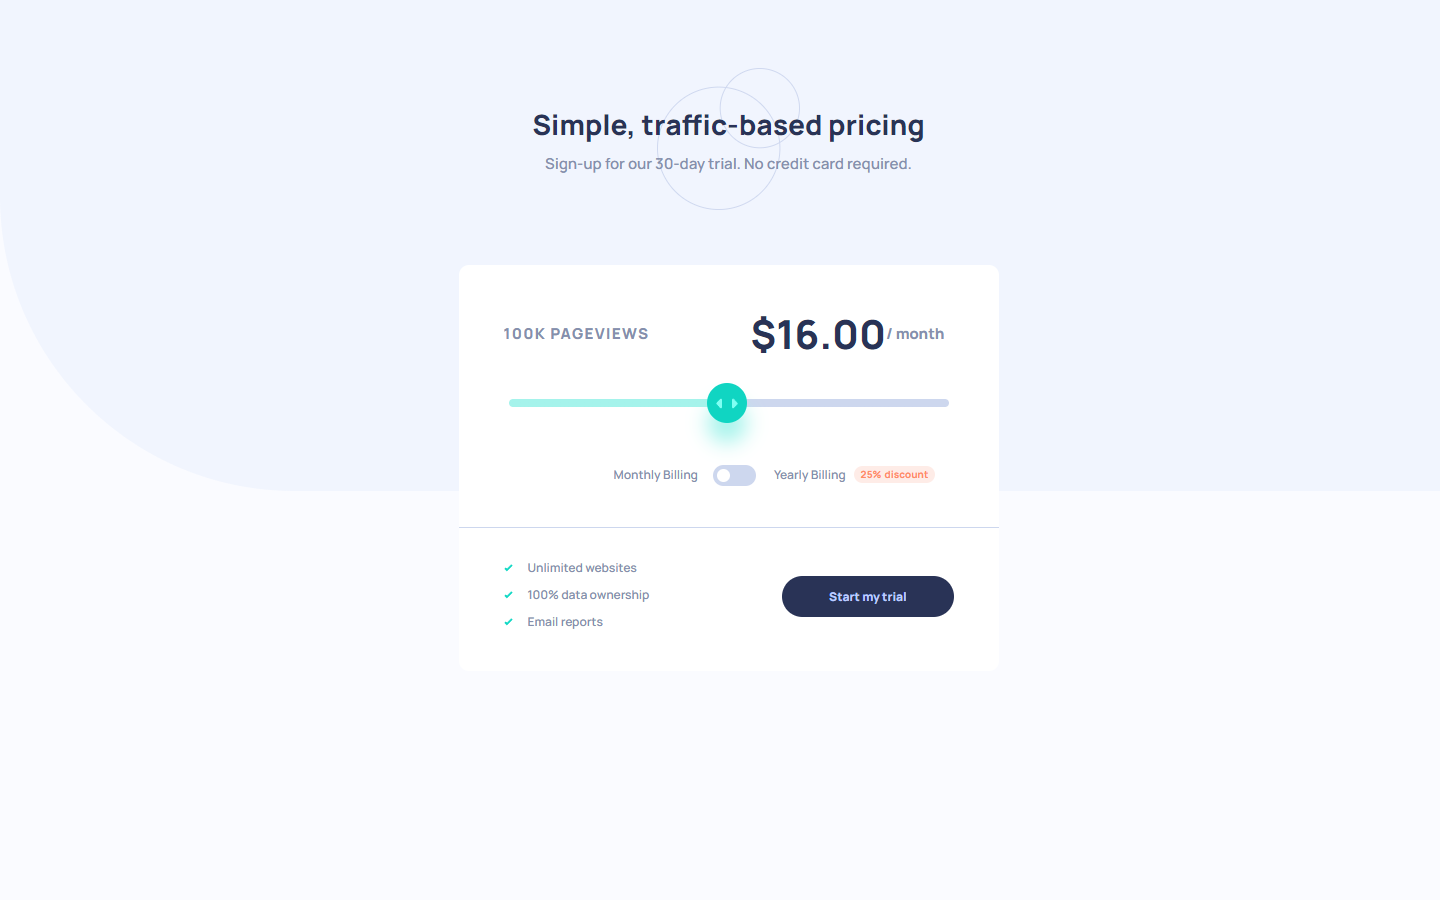 Simple, traffic-based pricing
Sign-up for our 30-day trial. No credit card required.
100K PAGEVIEWS
$16.00/ month
Monthly Billing
Yearly Billing
25% discount
Unlimited websites
100% data ownership
Email reports
Start my trial